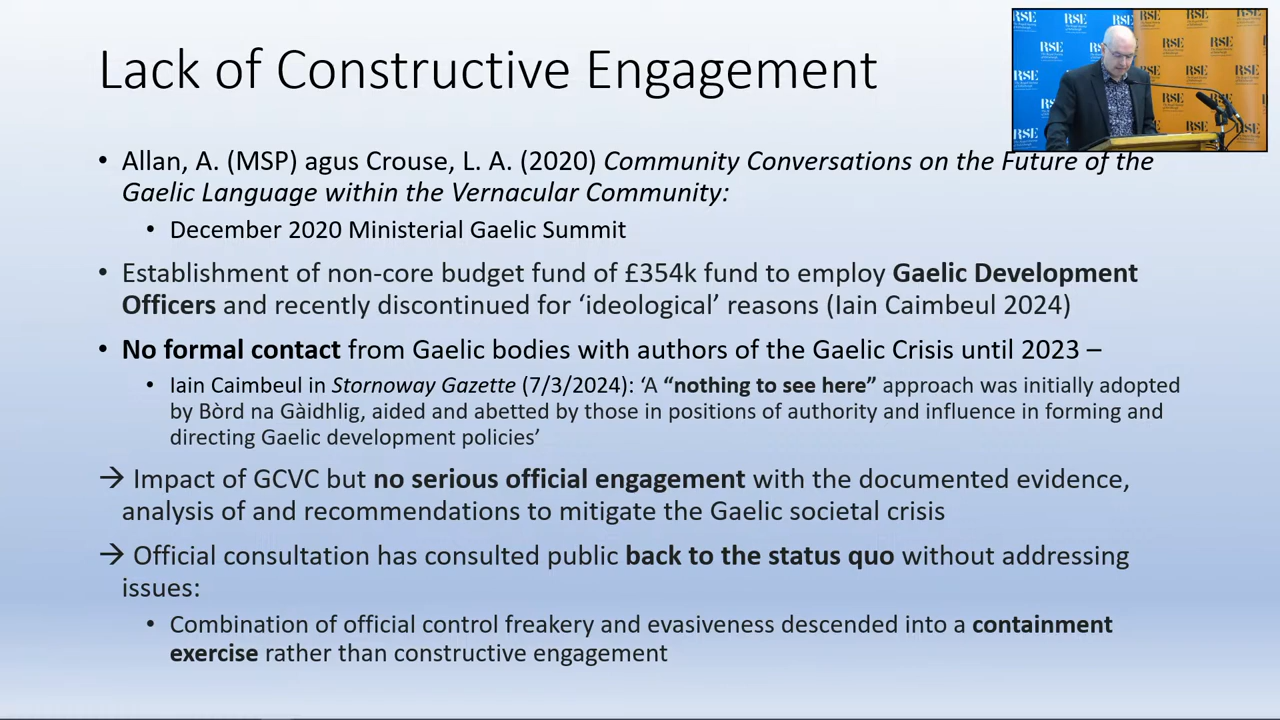 Lack of Constructive Engagement
• Allan, A. (MSP) agus Crouse, L. A. (2020) Community Conversations on the Future of the
Gaelic Language within the Vernacular Community:
• December 2020 Ministerial Gaelic Summit
• Establishment of non-core budget fund of £354k fund to employ Gaelic Development
Officers and recently discontinued for ‘ideological’ reasons (Iain Caimbeul 2024)
• No formal contact from Gaelic bodies with authors of the Gaelic Crisis until 2023 –
• Iain Caimbeul in Stornoway Gazette (7/3/2024): ‘A “nothing to see here” approach was initially adopted
by Bòrd na Gàidhlig, aided and abetted by those in positions of authority and influence in forming and
directing Gaelic development policies’
→ Impact of GCVC but no serious official engagement with the documented evidence,
analysis of and recommendations to mitigate the Gaelic societal crisis
→ Official consultation has consulted public back to the status quo without addressing
issues:
• Combination of official control freakery and evasiveness descended into a containment
exercise rather than constructive engagement
RSE
RSE
RSE
RSE
RSE
RSE
RSE